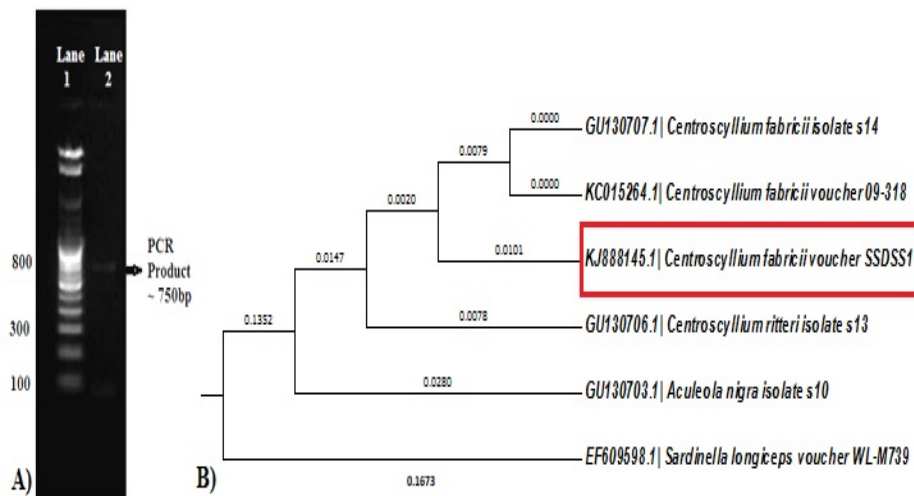 Lane Lane
1 2
800
300
100
PCR
Product
~ 750bp
A)
0.0000
GU130707.1| Centroscyllium fabricii isolate s14
0.0079
0.0000
KC015264.1| Centroscyllium fabricii voucher 09-318
0.0020
0.0101
KJ888145.1| Centroscyllium fabricii voucher SSDSS1
0.0147
0.0078
GU130706.1| Centroscyllium ritteri isolate s13
0.1352
0.0280
GU130703.1| Aculeola nigra isolate s10
EF609598.1| Sardinella longiceps voucher WL-M739
0.1673
B)